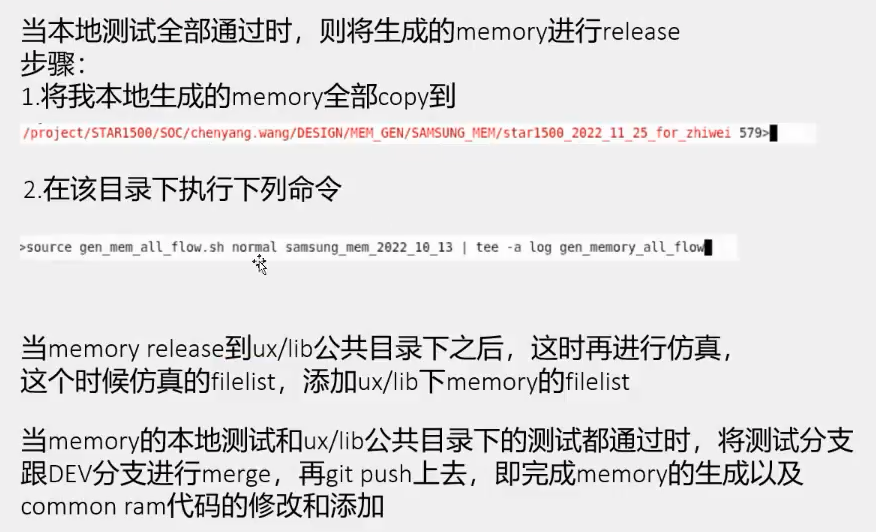 当本地测试全部通过时，则将生成的memory进行release
步骤：
1.将我本地生成的memory全部copy到
/project/STAR1500/SOC/chenyang.wang/DESIGN/MEM_GEN/SAMSUNG_MEM/star1500_2022_11_25_for_zhiwei 579>
2.在该目录下执行下列命令
>source gen_mem_all_flow.sh normal samsung_mem_2022_10_13 | tee -a log gen_memory_all_flow
当memory release到ux/lib公共目录下之后，这时再进行仿真，
这个时候仿真的filelist，添加ux/lib下memory的filelist
当memory的本地测试和ux/lib公共目录下的测试都通过时，将测试分支
跟DEV分支进行merge，再git push上去，即完成memory的生成以及
common ram代码的修改和添加